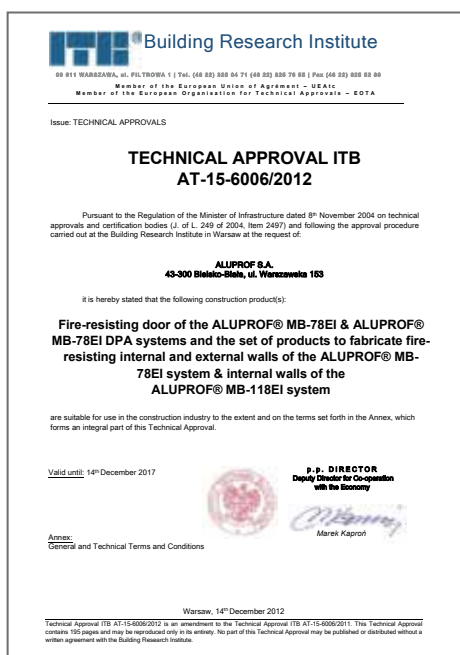 ITB® Building Research Institute
00 611 WARSZAWA, ul. FILTROWA 1 | Tel. (48 22) 825 04 71 (48 22) 825 76 55 | Fax (48 22) 825 52 86
Member of the European Union of Agrément – UEAtc
Member of the European Organisation for Technical Approvals – EOTA
Issue: TECHNICAL APPROVALS
TECHNICAL APPROVAL ITB
AT-15-6006/2012
Pursuant to the Regulation of the Minister of Infrastructure dated 8th November 2004 on technical
approvals and certification bodies (J. of L. 249 of 2004, Item 2497) and following the approval procedure
carried out at the Building Research Institute in Warsaw at the request of:
ALUPROF S.A.
43-300 Bielsko-Biała, ul. Warszawska 153
it is hereby stated that the following construction product(s):
Fire-resisting door of the ALUPROF® MB-78EI & ALUPROF®
MB-78EI DPA systems and the set of products to fabricate fire-
resisting internal and external walls of the ALUPROF® MB-
78EI system & internal walls of the
ALUPROF® MB-118EI system
are suitable for use in the construction industry to the extent and on the terms set forth in the Annex, which
forms an integral part of this Technical Approval.
Valid until: 14th December 2017
p.p. DIRECTOR
Deputy Director for Co-operation
with the Economy
Marek Kaproń
Annex:
General and Technical Terms and Conditions
Warsaw, 14th December 2012
Technical Approval ITB AT-15-6006/2012 is an amendment to the Technical Approval ITB AT-15-6006/2011. This Technical Approval
contains 195 pages and may be reproduced only in its entirety. No part of this Technical Approval may be published or distributed without a
written agreement with the Building Research Institute.